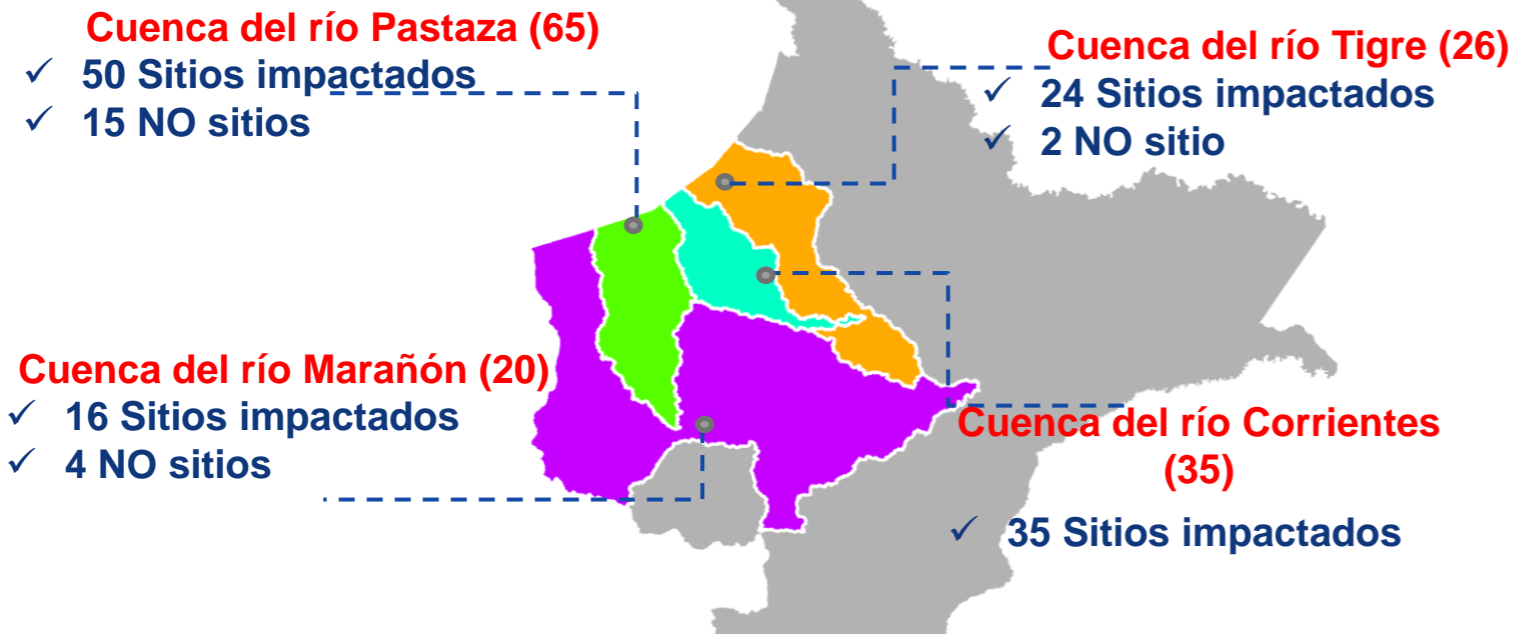 Cuenca del río Pastaza (65)
✓ 50 Sitios impactados
✓ 15 NO sitios
Cuenca del río Tigre (26)
✓ 24 Sitios impactados
✓ 2 NO sitio
Cuenca del río Marañón (20)
✓ 16 Sitios impactados
✓ 4 NO sitios
Cuenca del río Corrientes
(35)
✓ 35 Sitios impactados